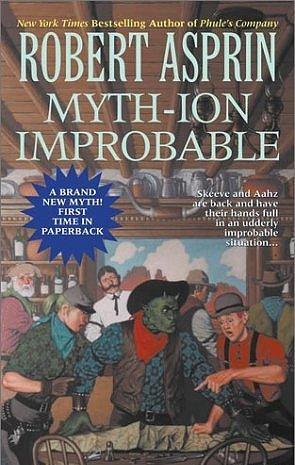 New York Times Bestselling Author of Phule's Company
ROBERT ASPRIN
MYTH-ION
IMPROBABLE
A BRAND
NEW MYTH!
FIRST
TIME IN
PAPERBACK
Skeeve and Aahz
are back and have
their hands full
in an udderly
improbable
situation...